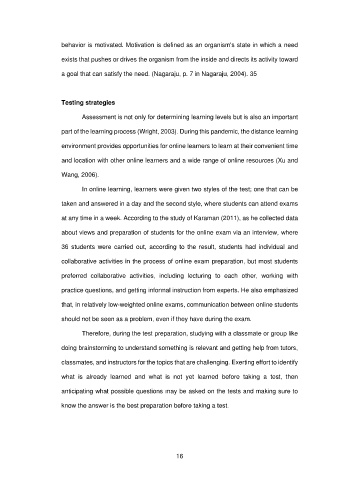 behavior is motivated. Motivation is defined as an organism's state in which a need
exists that pushes or drives the organism from the inside and directs its activity toward
a goal that can satisfy the need. (Nagaraju, p. 7 in Nagaraju, 2004). 35
Testing strategies
Assessment is not only for determining learning levels but is also an important
part of the learning process (Wright, 2003). During this pandemic, the distance learning
environment provides opportunities for online learners to learn at their convenient time
and location with other online learners and a wide range of online resources (Xu and
Wang, 2006).
In online learning, learners were given two styles of the test; one that can be
taken and answered in a day and the second style, where students can attend exams
at any time in a week. According to the study of Karaman (2011), as he collected data
about views and preparation of students for the online exam via an interview, where
36 students were carried out, according to the result, students had individual and
collaborative activities in the process of online exam preparation, but most students
preferred collaborative activities, including lecturing to each other, working with
practice questions, and getting informal instruction from experts. He also emphasized
that, in relatively low-weighted online exams, communication between online students
should not be seen as a problem, even if they have during the exam.
Therefore, during the test preparation, studying with a classmate or group like
doing brainstorming to understand something is relevant and getting help from tutors,
classmates, and instructors for the topics that are challenging. Exerting effort to identify
what is already learned and what is not yet learned before taking a test, then
anticipating what possible questions may be asked on the tests and making sure to
know the answer is the best preparation before taking a test
16